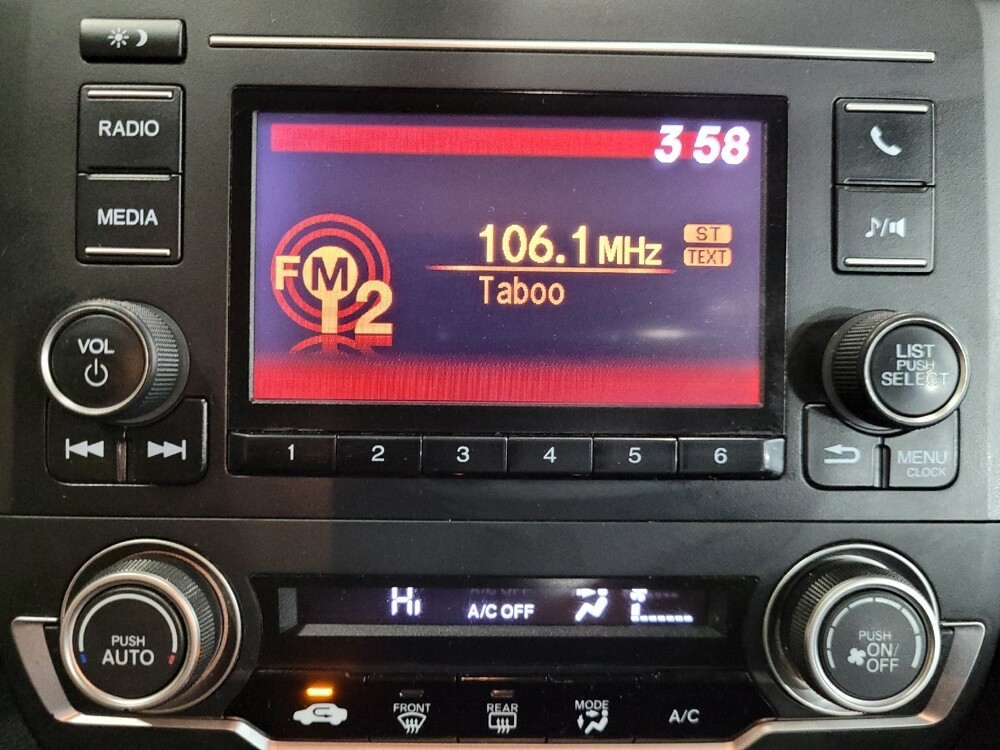 3 58
RADIO
MEDIA
FM 2
106.1 MHz
ST
TEXT
Taboo
VOL
LIST
PUSH
SELECT
1 2 3 4 5 6
MENU
CLOCK
Hi
A/C OFF
PUSH
AUTO
PUSH
ON/
OFF
FRONT
REAR
MODE
A/C